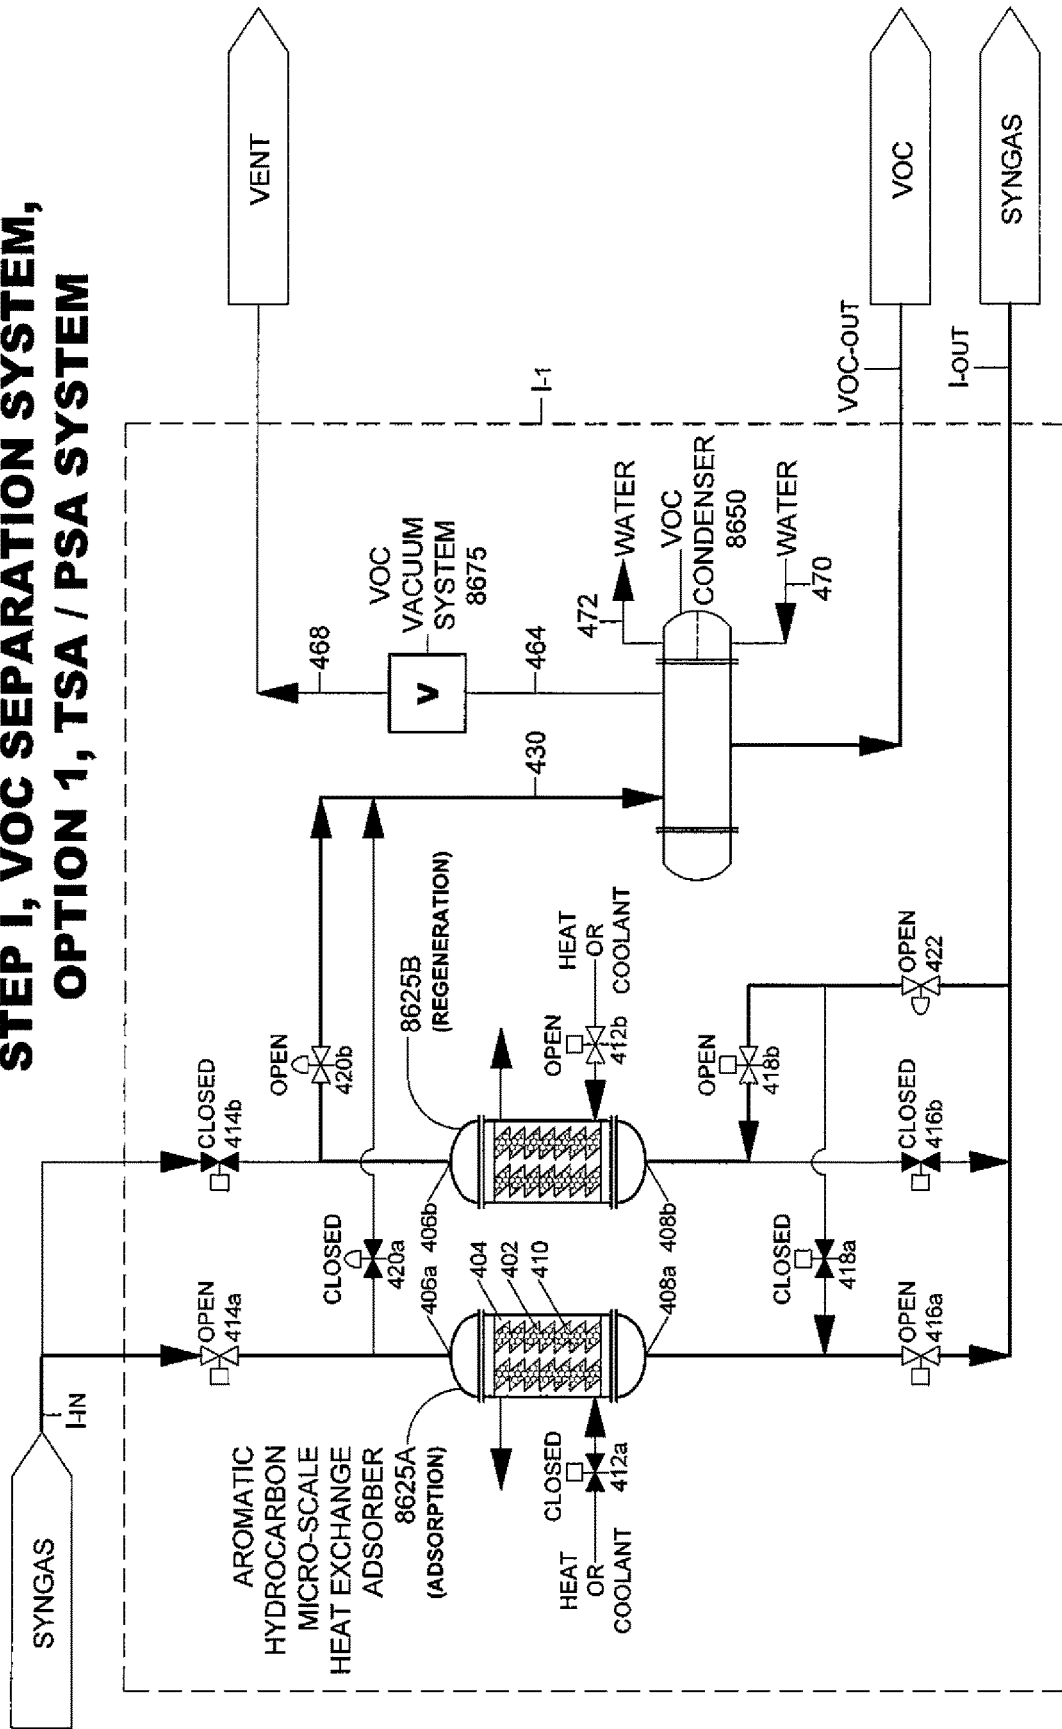 STEP I, VOC SEPARATION SYSTEM,
OPTION 1, TSA / PSA SYSTEM
SYNGAS
I-IN
VENT
I-1
OPEN
414a
CLOSED
414b
OPEN
420b
CLOSED
420a
468
VOC
VACUUM
SYSTEM
8675
V
464
430
472
WATER
VOC
CONDENSER
8650
WATER
470
AROMATIC
HYDROCARBON
MICRO-SCALE
HEAT EXCHANGE
ADSORBER
8625A
(ADSORPTION)
406a
406b
8625B
(REGENERATION)
404
402
410
CLOSED
412a
HEAT
OR
COOLANT
OPEN
412b
HEAT
OR
COOLANT
408a
408b
CLOSED
418a
OPEN
418b
OPEN
416a
CLOSED
416b
OPEN
422
VOC-OUT
VOC
I-OUT
SYNGAS